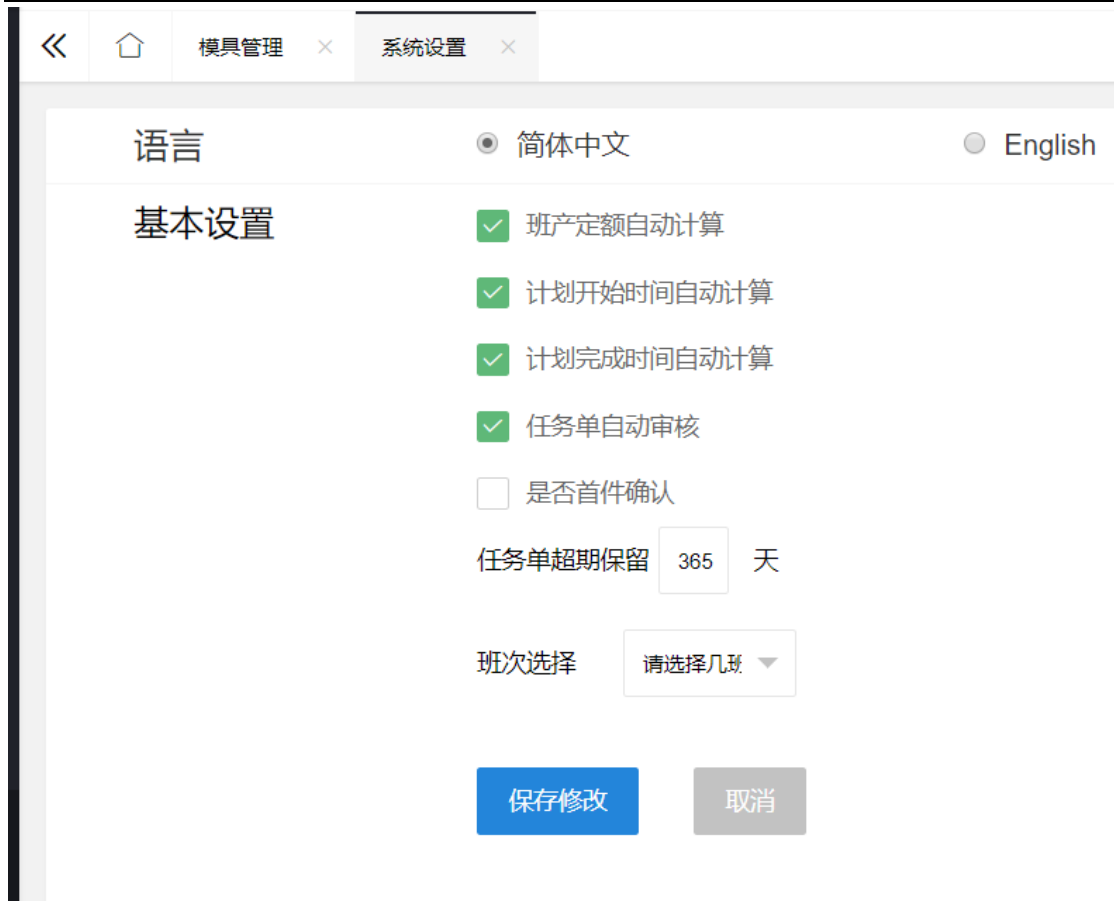 模具管理 系统设置
语言 简体中文 English
基本设置 班产定额自动计算
计划开始时间自动计算
计划完成时间自动计算
任务单自动审核
是否首件确认
任务单超期保留 365 天
班次选择 请选择几班
保存修改 取消